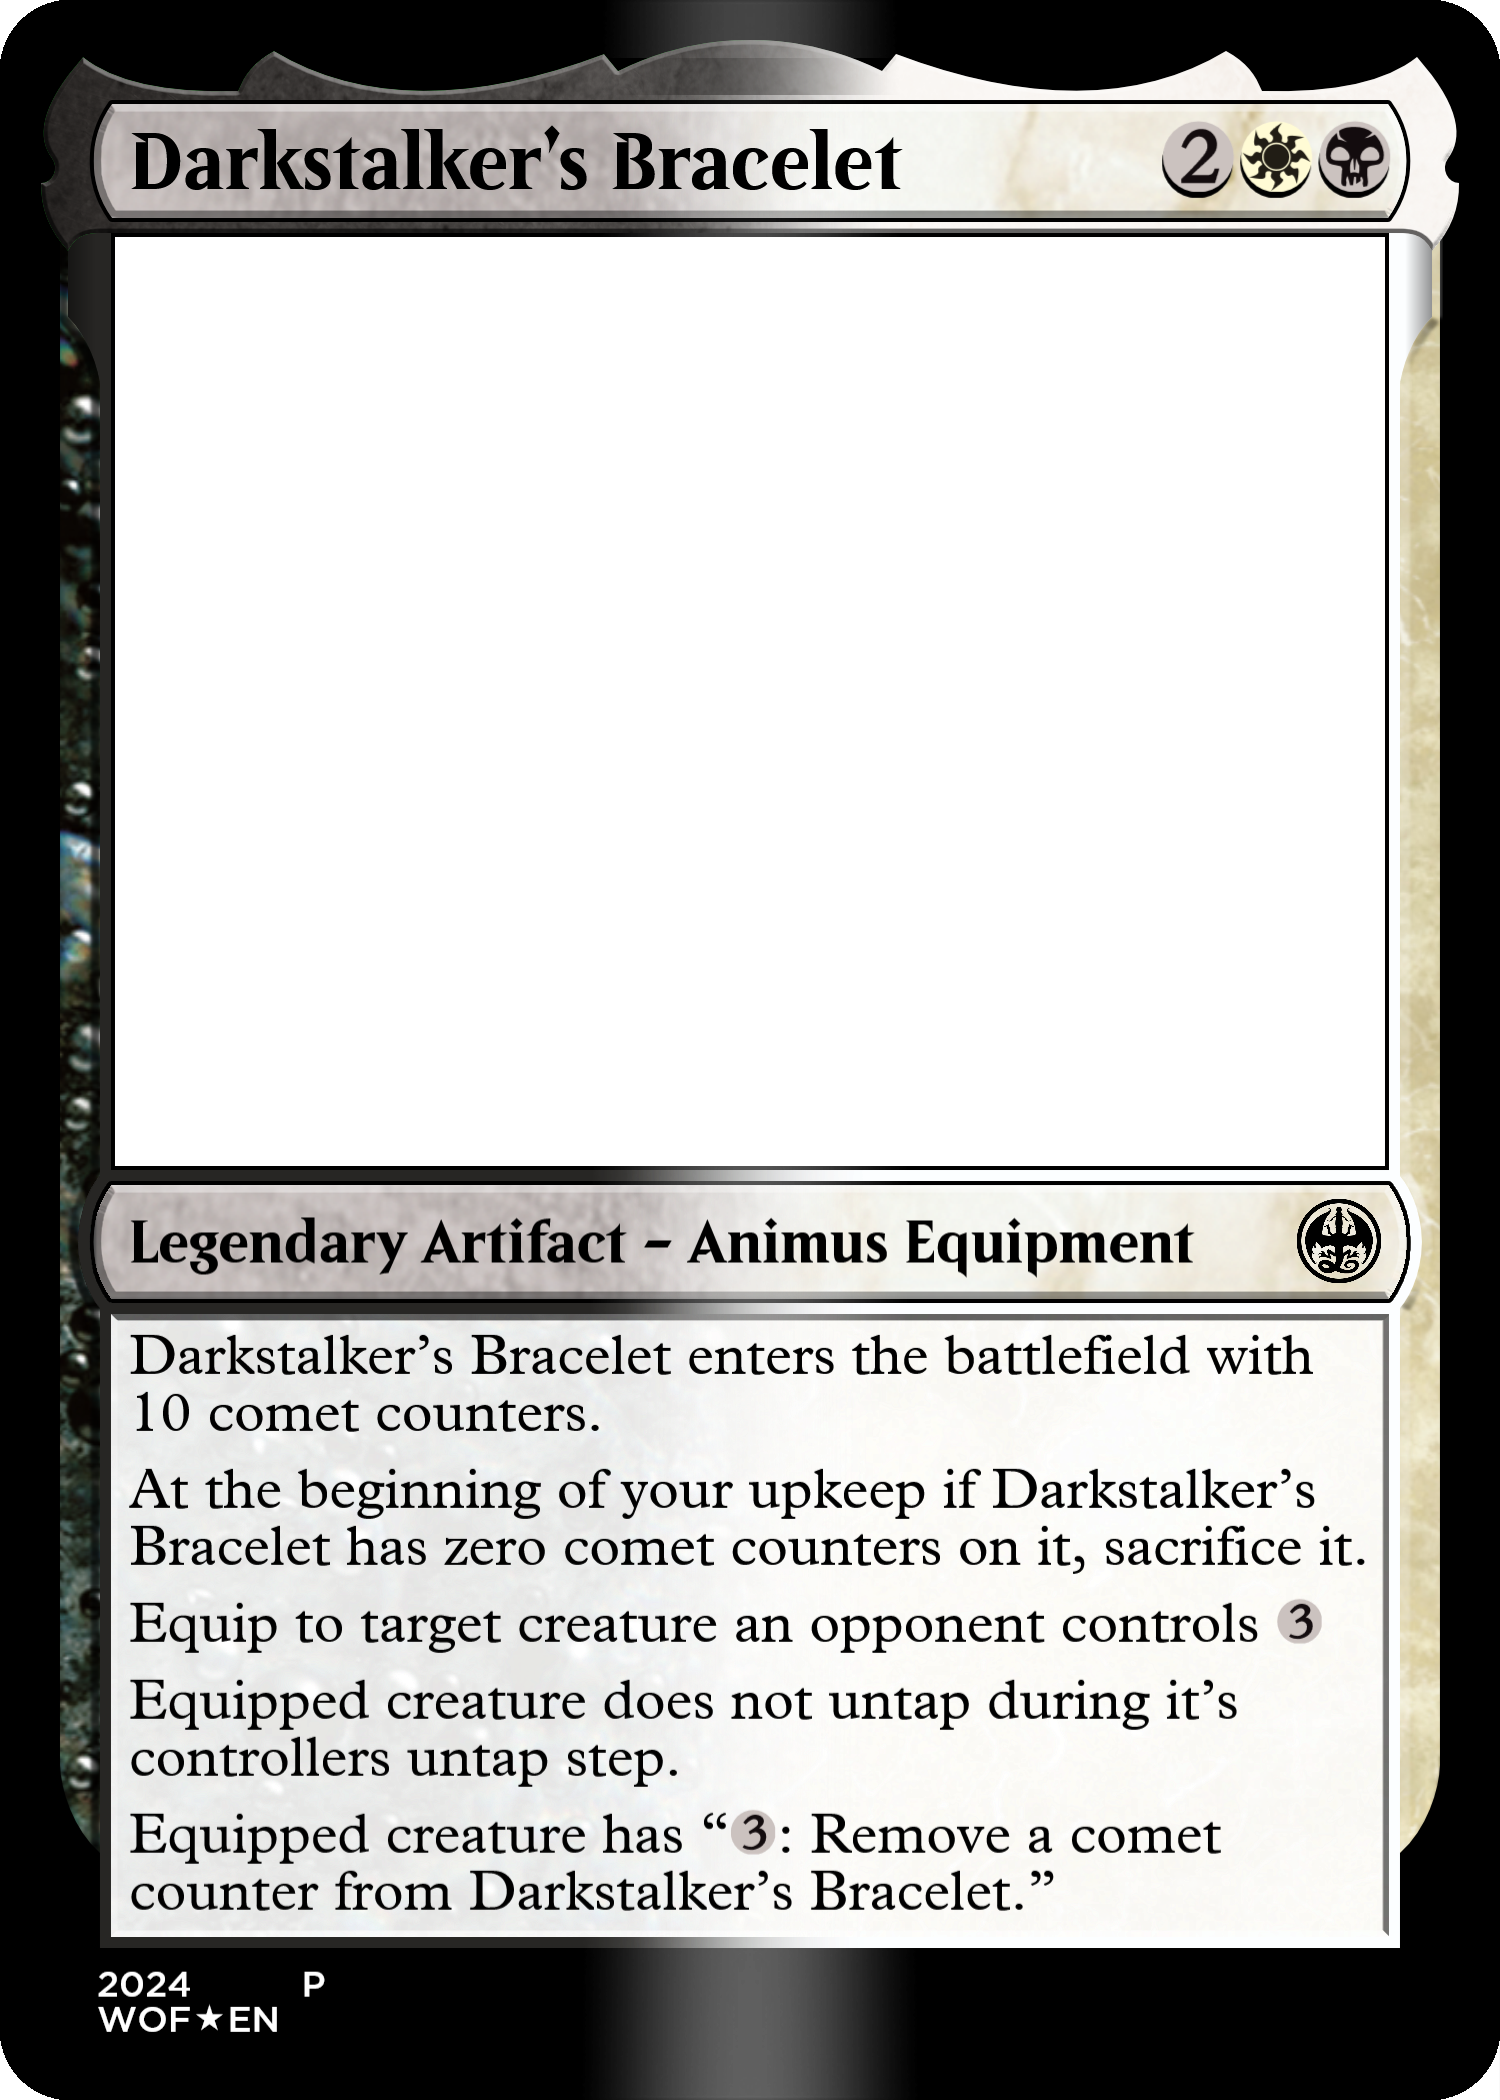 Darkstalker's Bracelet 2
Legendary Artifact – Animus Equipment
Darkstalker’s Bracelet enters the battlefield with
10 comet counters.
At the beginning of your upkeep if Darkstalker’s
Bracelet has zero comet counters on it, sacrifice it.
Equip to target creature an opponent controls 3
Equipped creature does not untap during it’s
controllers untap step.
Equipped creature has “3: Remove a comet
counter from Darkstalker’s Bracelet.”
2024 P
WOF★EN